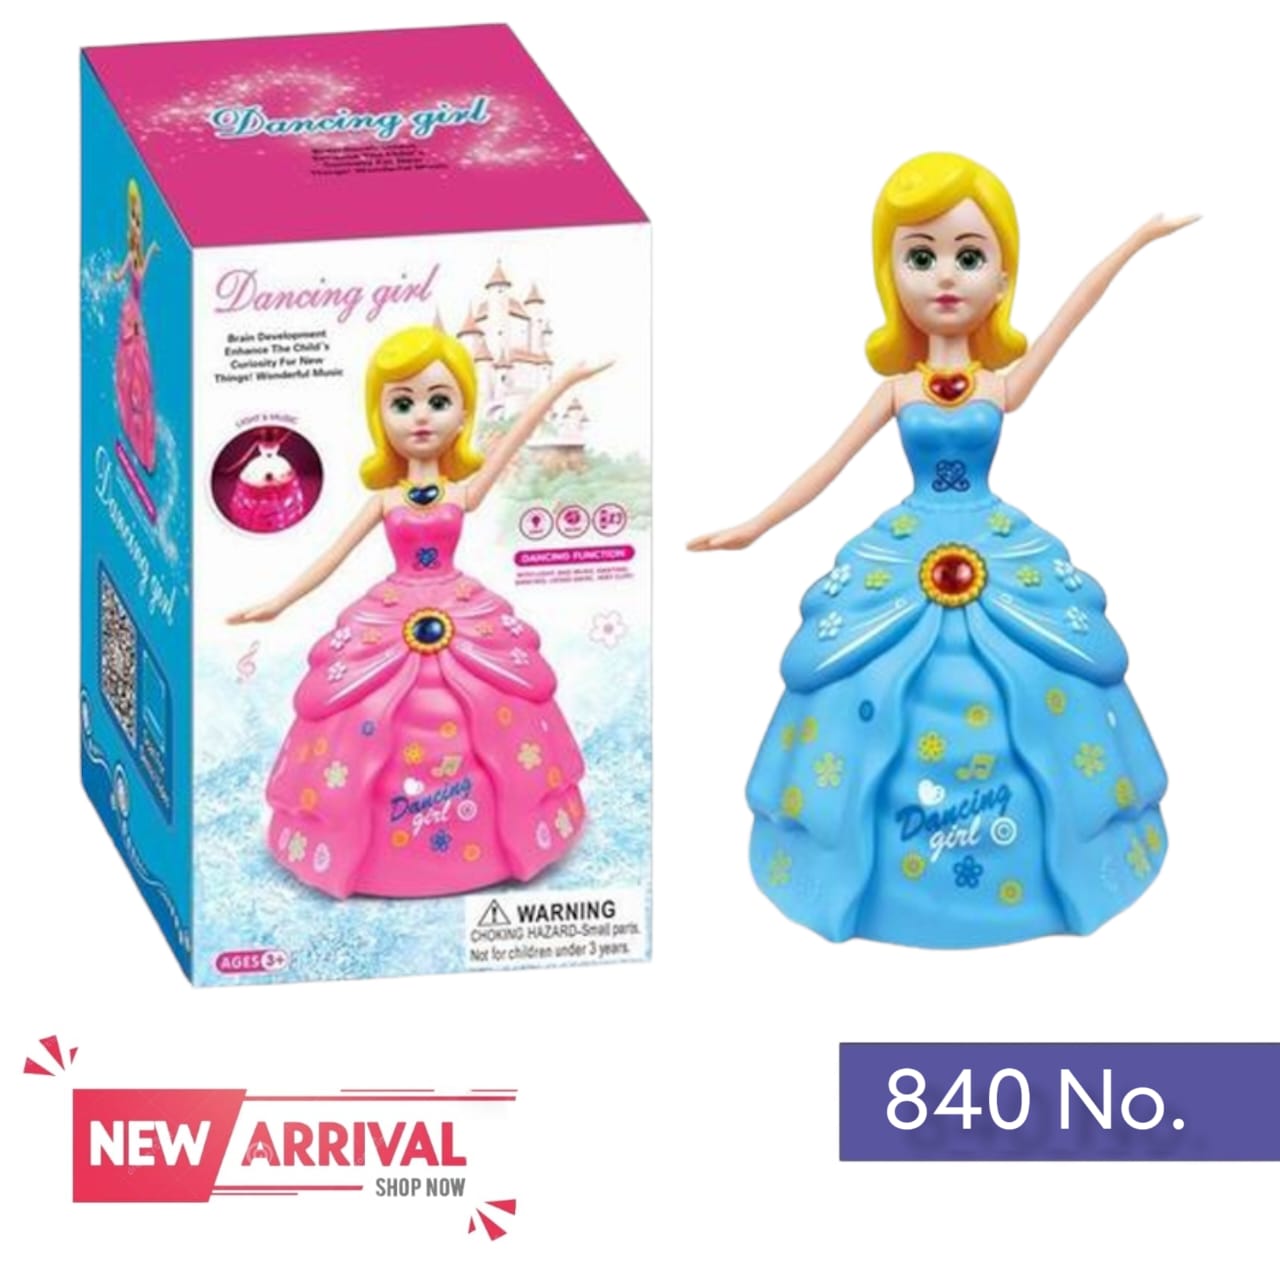 Dancing girl
Dancing girl
Brain Development
Enhance The Child's
Curiosity For New
Things! Wonderful Music
LIGHT & MUSIC
DANCING FUNCTION
Dancing
girl
WARNING
CHOKING HAZARD-Small parts.
Not for children under 3 years.
AGES 3+
Dancing girl
Dancing
girl
NEW ARRIVAL
SHOP NOW
840 No.